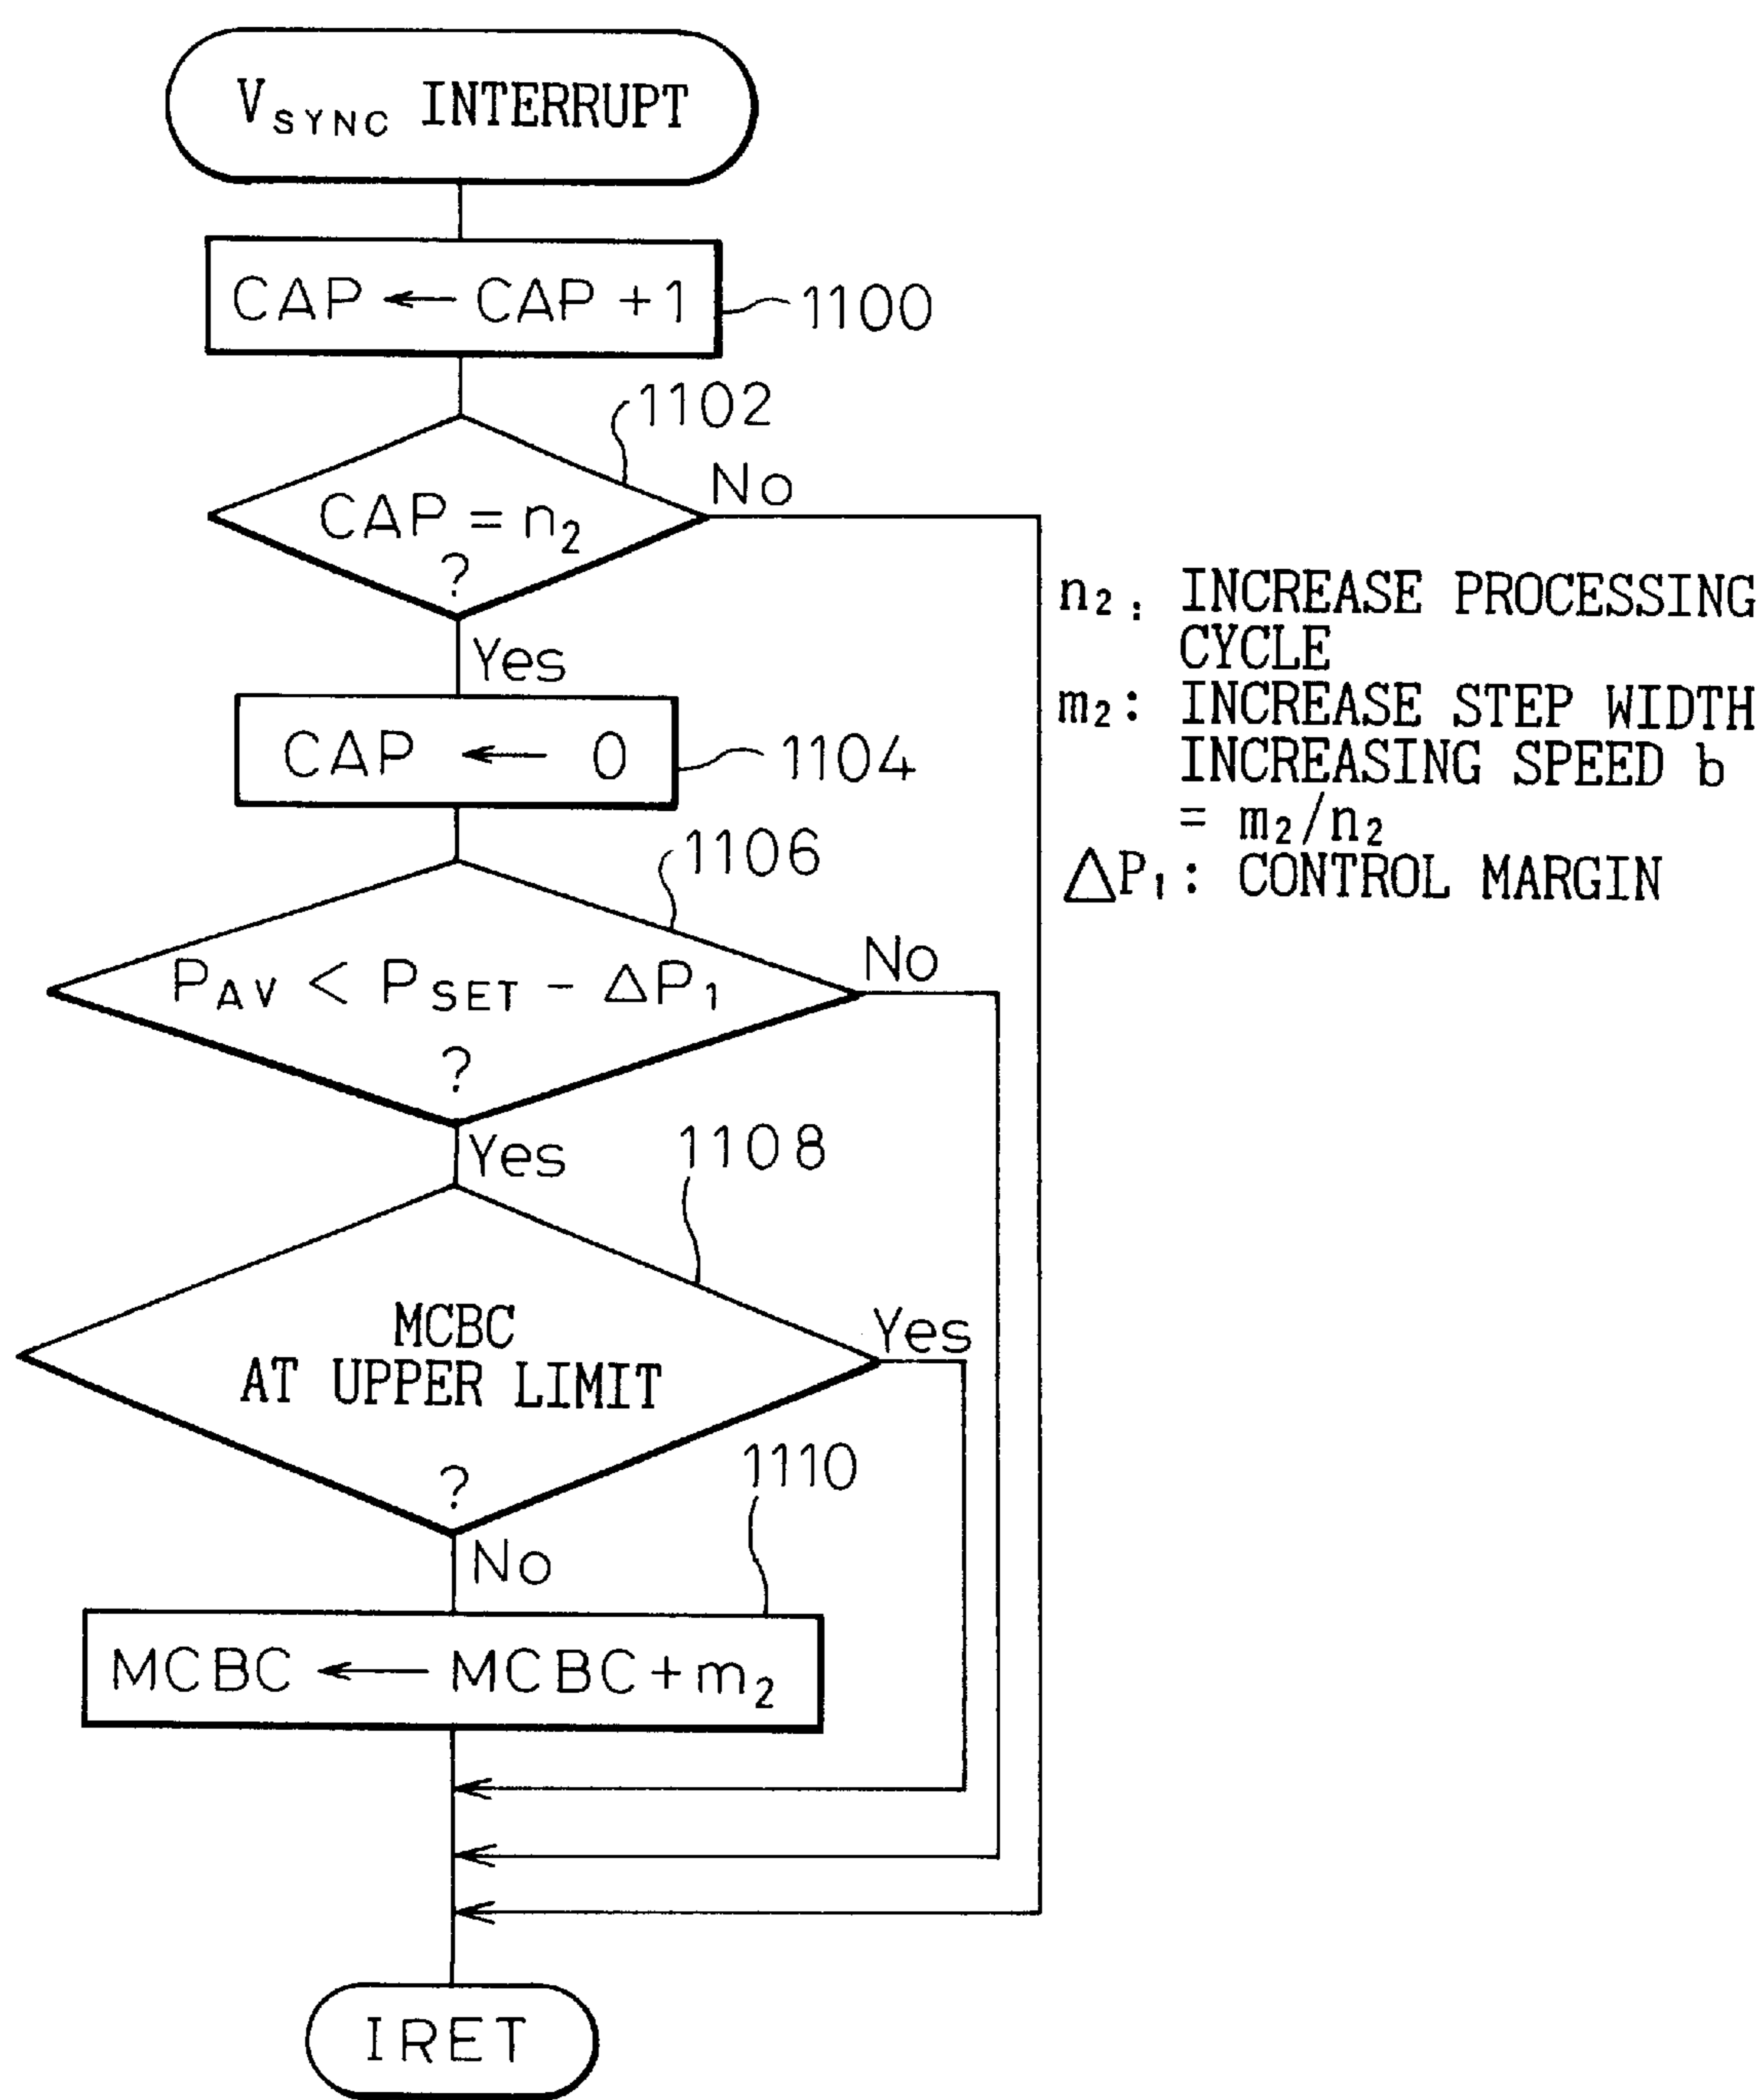 V_SYNC INTERRUPT
CAP ← CAP +1
1100
1102
CAP = n₂
?
No
Yes
n₂: INCREASE PROCESSING
CYCLE
m₂: INCREASE STEP WIDTH
INCREASING SPEED b
= m₂/n₂
△P₁: CONTROL MARGIN
CAP ← 0
1104
1106
P_AV < P_SET - △P₁
?
No
Yes
1108
MCBC
AT UPPER LIMIT
?
Yes
No
1110
MCBC ← MCBC+m₂
IRET